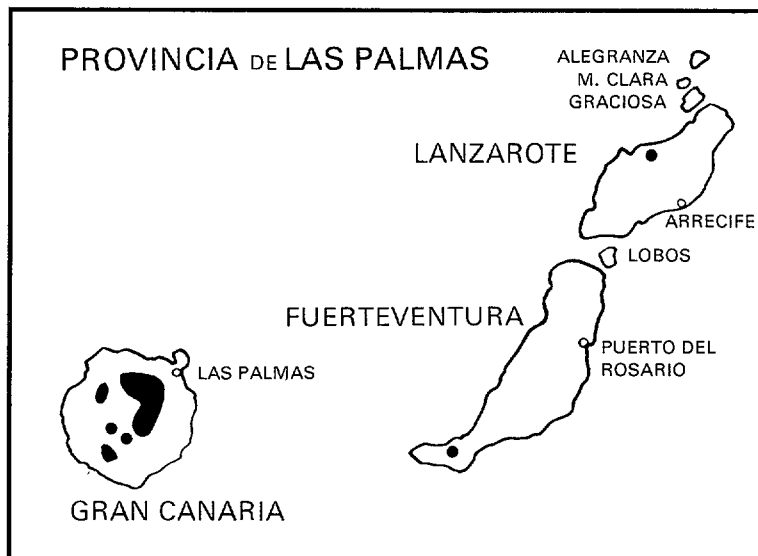 PROVINCIA DE LAS PALMAS
ALEGRANZA
M. CLARA
GRACIOSA
LANZAROTE
ARRECIFE
LOBOS
FUERTEVENTURA
PUERTO DEL
ROSARIO
LAS PALMAS
GRAN CANARIA